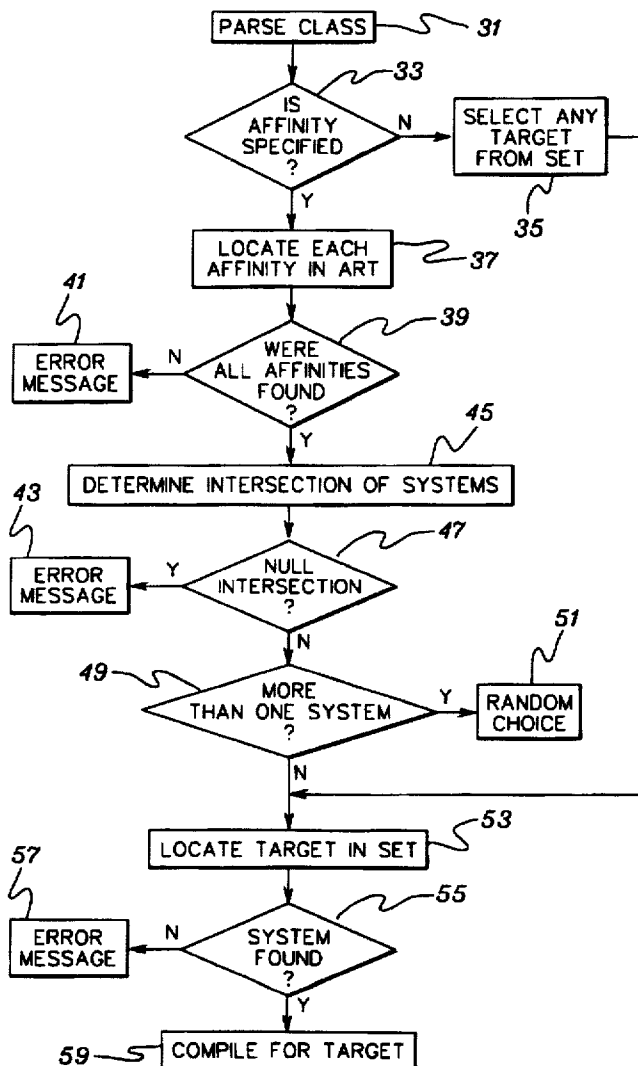 PARSE CLASS
31
33
IS
AFFINITY
SPECIFIED
?
N
SELECT ANY
TARGET
FROM SET
35
Y
LOCATE EACH
AFFINITY IN ART
37
41
39
ERROR
MESSAGE
N
WERE
ALL AFFINITIES
FOUND
?
Y
45
DETERMINE INTERSECTION OF SYSTEMS
43
47
ERROR
MESSAGE
Y
NULL
INTERSECTION
?
N
51
49
MORE
THAN ONE SYSTEM
?
Y
RANDOM
CHOICE
N
53
LOCATE TARGET IN SET
57
55
ERROR
MESSAGE
N
SYSTEM
FOUND
?
Y
59
COMPILE FOR TARGET